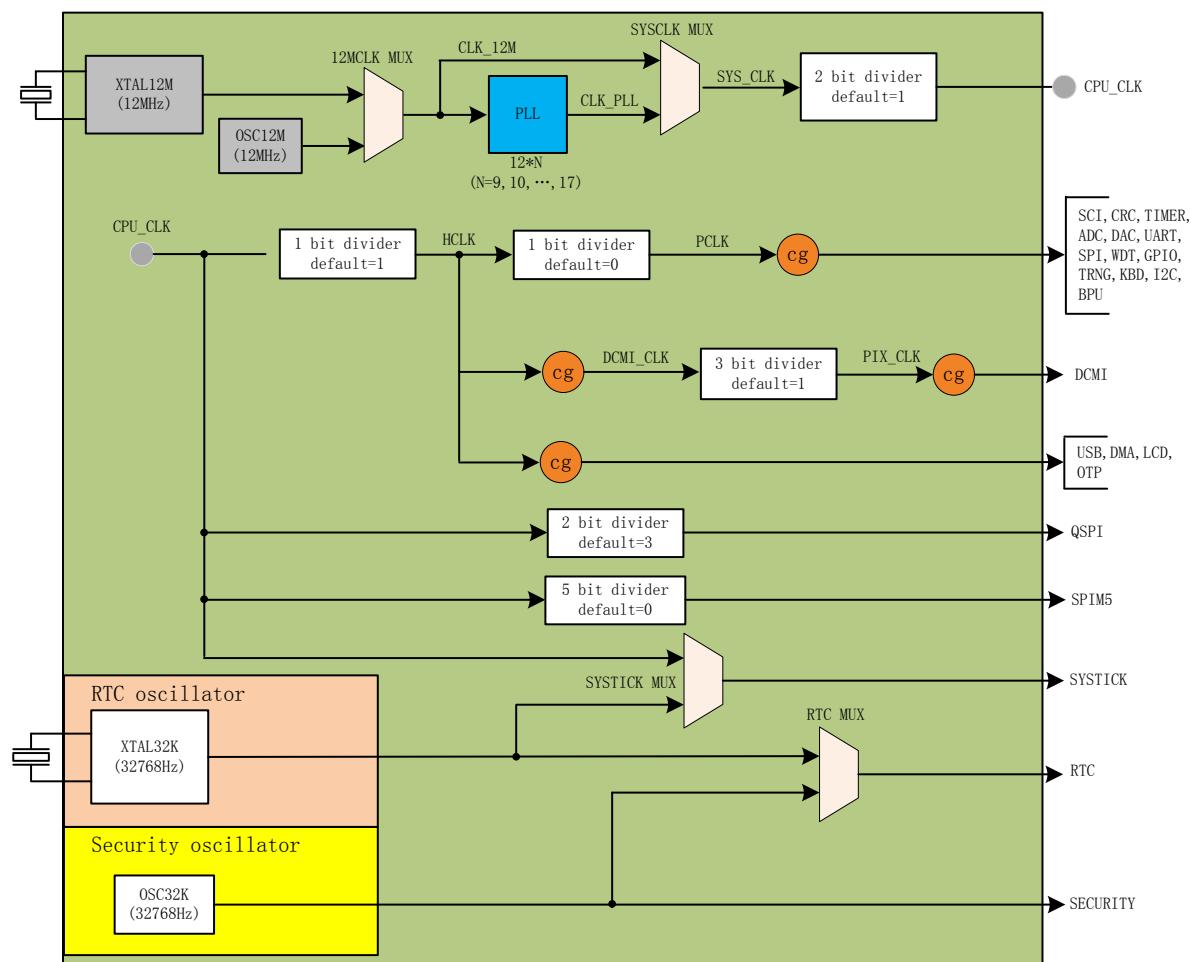 SYSCLK MUX
12MCLK MUX
CLK_12M
XTAL12M
(12MHz)
SYS_CLK
2 bit divider
default=1
CPU_CLK
OSC12M
(12MHz)
PLL
CLK_PLL
12*N
(N=9, 10, …, 17)
CPU_CLK
1 bit divider
default=1
HCLK
1 bit divider
default=0
PCLK
cg
SCI, CRC, TIMER,
ADC, DAC, UART,
SPI, WDT, GPIO,
TRNG, KBD, I2C,
BPU
cg
DCMI_CLK
3 bit divider
default=1
PIX_CLK
cg
DCMI
cg
USB, DMA, LCD,
OTP
2 bit divider
default=3
QSPI
5 bit divider
default=0
SPIM5
SYSTICK MUX
SYSTICK
RTC oscillator
XTAL32K
(32768Hz)
RTC MUX
RTC
Security oscillator
OSC32K
(32768Hz)
SECURITY